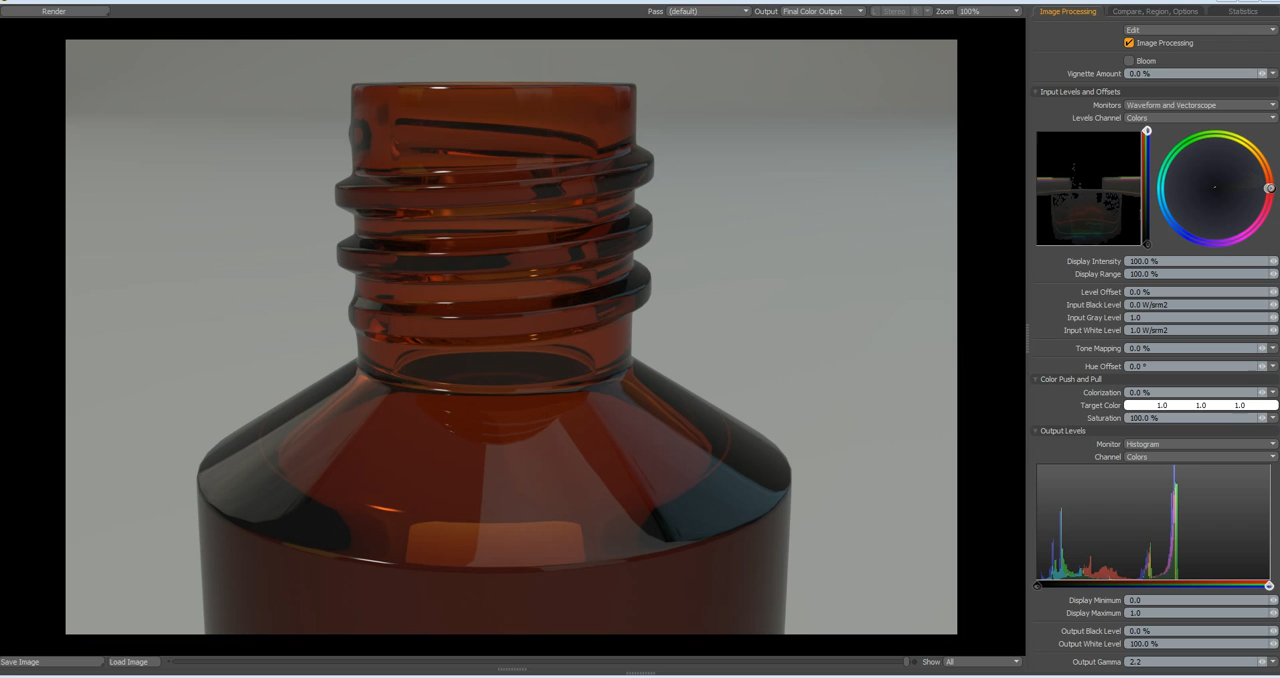 Render
Pass (default) Output Final Color Output Stereo Zoom 100%
Image Processing Compare, Region, Options Statistics
Edit
Image Processing
Bloom
Vignette Amount 0.0 %
Input Levels and Offsets
Monitors Waveform and Vectorscope
Levels Channel Colors
Display Intensity 100.0 %
Display Range 100.0 %
Level Offset 0.0 %
Input Black Level 0.0 W/srm2
Input Gray Level 1.0
Input White Level 1.0 W/srm2
Tone Mapping 0.0 %
Hue Offset 0.0 °
Color Push and Pull
Colorization 0.0 %
Target Color 1.0 1.0 1.0
Saturation 100.0 %
Output Levels
Monitor Histogram
Channel Colors
Display Minimum 0.0
Display Maximum 1.0
Output Black Level 0.0 %
Output White Level 100.0 %
Output Gamma 2.2
Save Image Load Image Show All